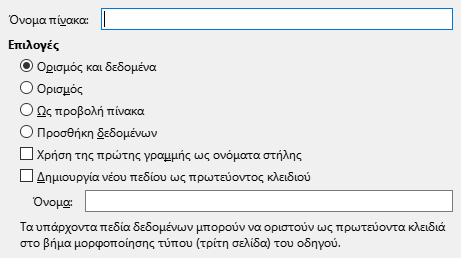 Όνομα πίνακα:
Επιλογές
Ορισμός και δεδομένα
Ορισμός
Ως προβολή πίνακα
Προσθήκη δεδομένων
Χρήση της πρώτης γραμμής ως ονόματα στήλης
Δημιουργία νέου πεδίου ως πρωτεύοντος κλειδιού
Όνομα:
Τα υπάρχοντα πεδία δεδομένων μπορούν να οριστούν ως πρωτεύοντα κλειδιά
στο βήμα μορφοποίησης τύπου (τρίτη σελίδα) του οδηγού.